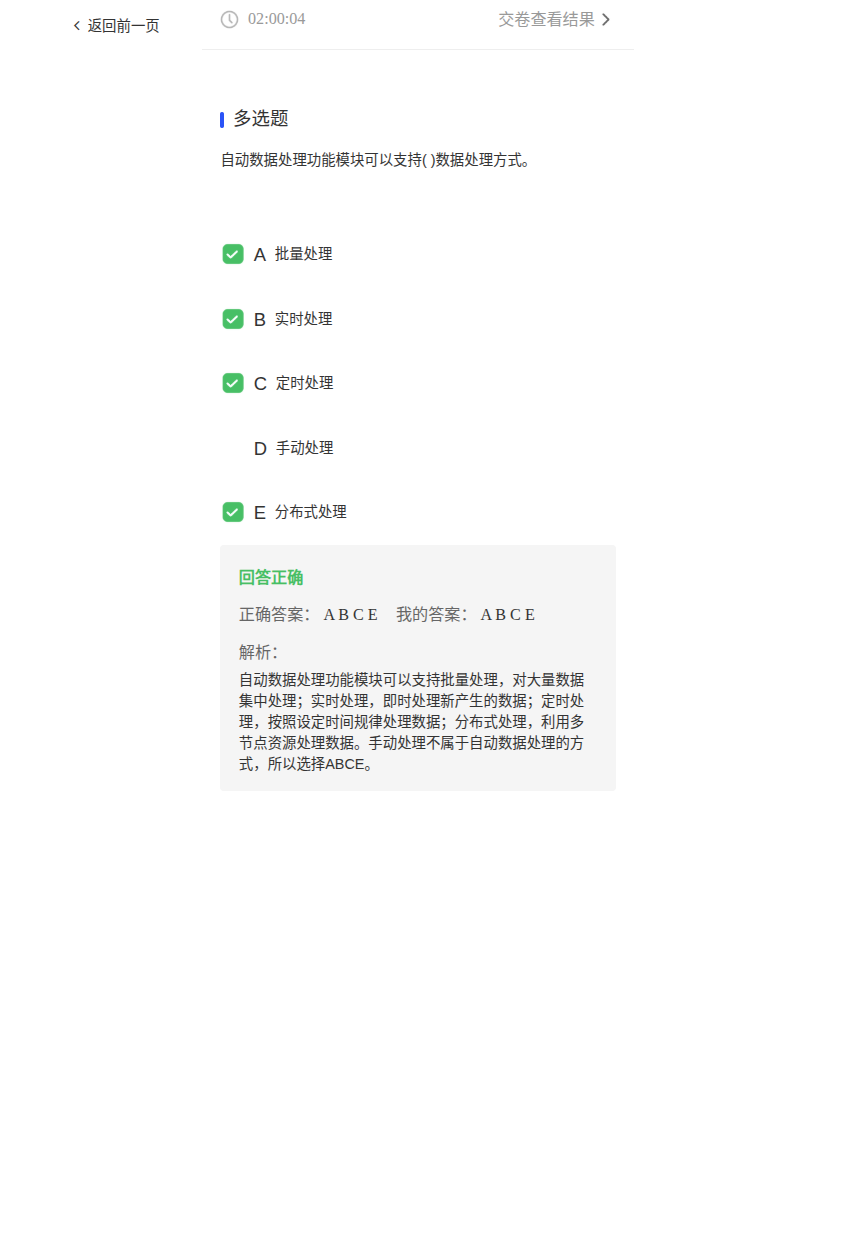 返回前一页
02:00:04
交卷查看结果
多选题
自动数据处理功能模块可以支持( )数据处理方式。
A 批量处理
B 实时处理
C 定时处理
D 手动处理
E 分布式处理
回答正确
正确答案： A B C E 我的答案： A B C E
解析：
自动数据处理功能模块可以支持批量处理，对大量数据
集中处理；实时处理，即时处理新产生的数据；定时处
理，按照设定时间规律处理数据；分布式处理，利用多
节点资源处理数据。手动处理不属于自动数据处理的方
式，所以选择ABCE。